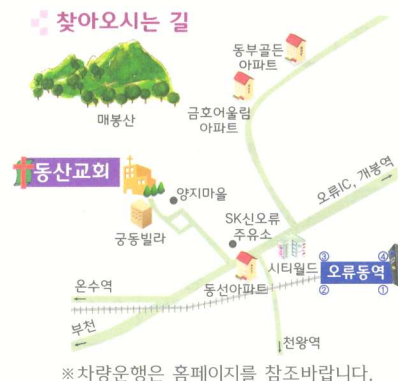 찾아오시는 길
동부골든
아파트
금호어울림
아파트
매봉산
동산교회
양지마을
오류IC, 개봉역
궁동빌라
SK신오류
주유소
시티월드
③
④
오류동역
②
①
동선아파트
온수역
부천
천왕역
※차량운행은 홈페이지를 참조바랍니다.